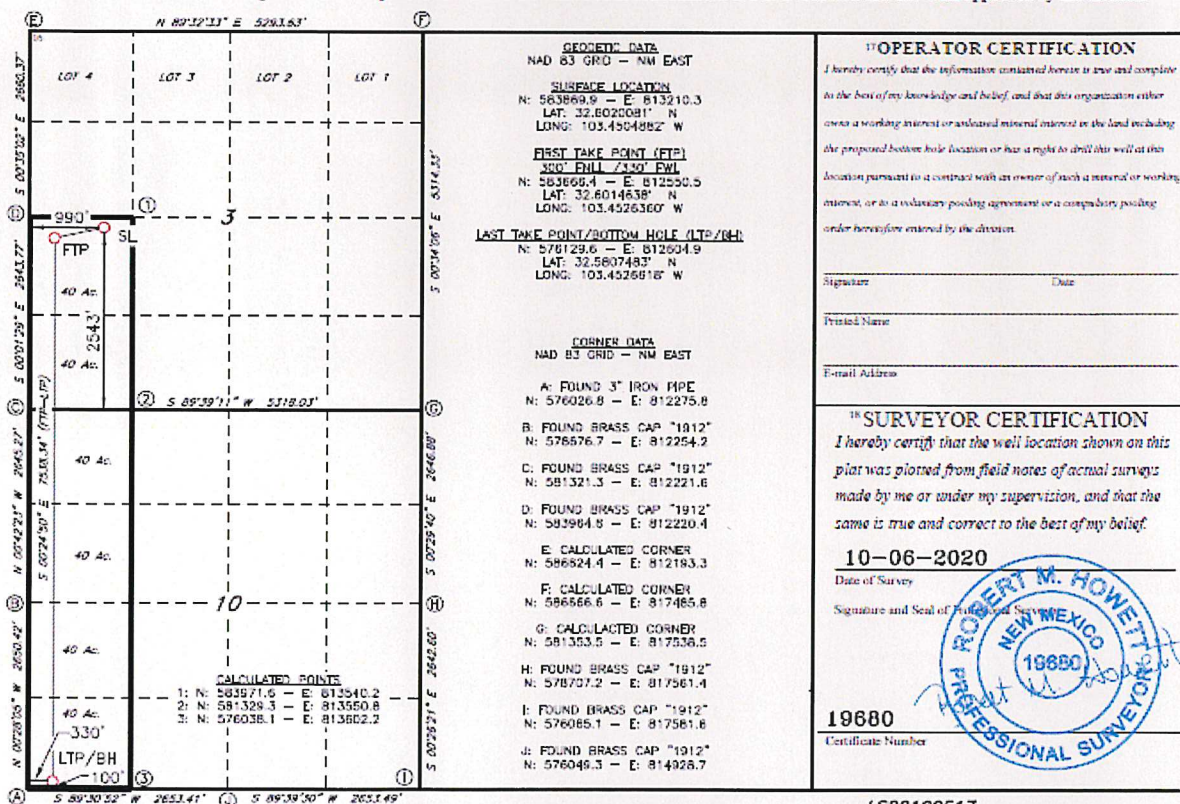 N 89°32'33" E 5293.63'
E
F
LOT 4
LOT 3
LOT 2
LOT 1
S 00°35'02" E 2660.37'
D
990'
1
3
SL
FTP
S 00°34'06" E 5314.33'
40 Ac.
2543'
40 Ac.
S 00°01'29" E 2643.77'
C
2
S 89°39'11" W 5318.03'
G
40 Ac.
S 00°24'50" E 7538.34' (FTP-LTP)
N 00°42'23" W 2645.27'
40 Ac.
S 00°29'40" E 2646.88'
B
10
H
40 Ac.
CALCULATED POINTS
1: N: 583971.6 – E: 813540.2
2: N: 581329.3 – E: 813550.8
3: N: 576038.1 – E: 813602.2
40 Ac.
N 00°28'05" W 2650.42'
S 00°26'21" E 2642.60'
330'
LTP/BH
100'
3
I
A
S 89°30'52" W 2653.41'
J
S 89°39'30" W 2653.49'
GEODETIC DATA
NAD 83 GRID – NM EAST
SURFACE LOCATION
N: 583869.9 – E: 813210.3
LAT: 32.6020081° N
LONG: 103.4504882° W
FIRST TAKE POINT (FTP)
300' FNLL /330' FWL
N: 583668.4 – E: 812550.5
LAT: 32.6014638° N
LONG: 103.4526360° W
LAST TAKE POINT/BOTTOM HOLE (LTP/BH)
N: 576129.6 – E: 812604.9
LAT: 32.5807483° N
LONG: 103.4526618° W
CORNER DATA
NAD 83 GRID – NM EAST
A: FOUND 3" IRON PIPE
N: 576026.8 – E: 812275.8
B: FOUND BRASS CAP "1912"
N: 578676.7 – E: 812254.2
C: FOUND BRASS CAP "1912"
N: 581321.3 – E: 812221.6
D: FOUND BRASS CAP "1912"
N: 583964.6 – E: 812220.4
E: CALCULATED CORNER
N: 586624.4 – E: 812193.3
F: CALCULATED CORNER
N: 586666.6 – E: 817485.8
G: CALCULACTED CORNER
N: 581353.5 – E: 817538.5
H: FOUND BRASS CAP "1912"
N: 578707.2 – E: 817561.4
I: FOUND BRASS CAP "1912"
N: 576065.1 – E: 817581.6
J: FOUND BRASS CAP "1912"
N: 576049.3 – E: 814928.7
17 OPERATOR CERTIFICATION
I hereby certify that the information contained herein is true and complete
to the best of my knowledge and belief, and that this organization either
owns a working interest or unleased mineral interest in the land including
the proposed bottom hole location or has a right to drill this well at this
location pursuant to a contract with an owner of such a mineral or working
interest, or to a voluntary pooling agreement or a compulsory pooling
order heretofore entered by the division.
Signature Date
Printed Name
E-mail Address
18 SURVEYOR CERTIFICATION
I hereby certify that the well location shown on this
plat was plotted from field notes of actual surveys
made by me or under my supervision, and that the
same is true and correct to the best of my belief.
10–06–2020
Date of Survey
Signature and Seal of Professional Surveyor
ROBERT M. HOWETT
NEW MEXICO
19680
PROFESSIONAL SURVEYOR
19680
Certificate Number